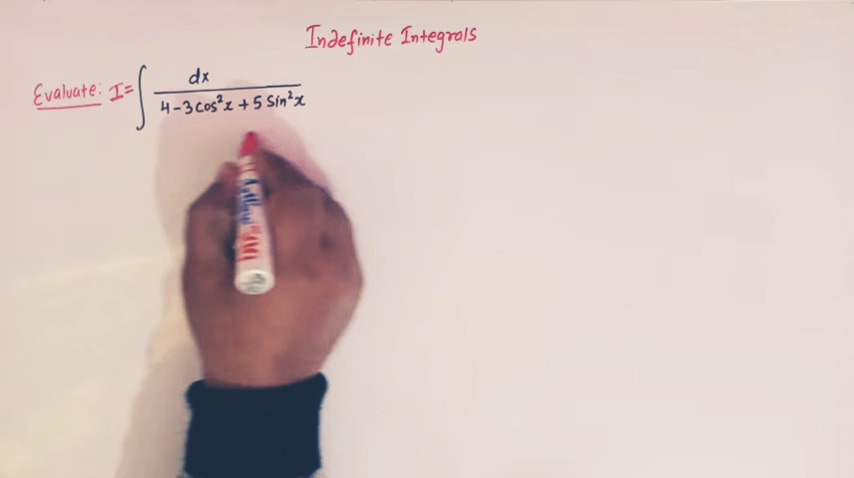 Indefinite Integrals
Evaluate: I = ∫ dx / (4 - 3cos²x + 5 Sin²x)